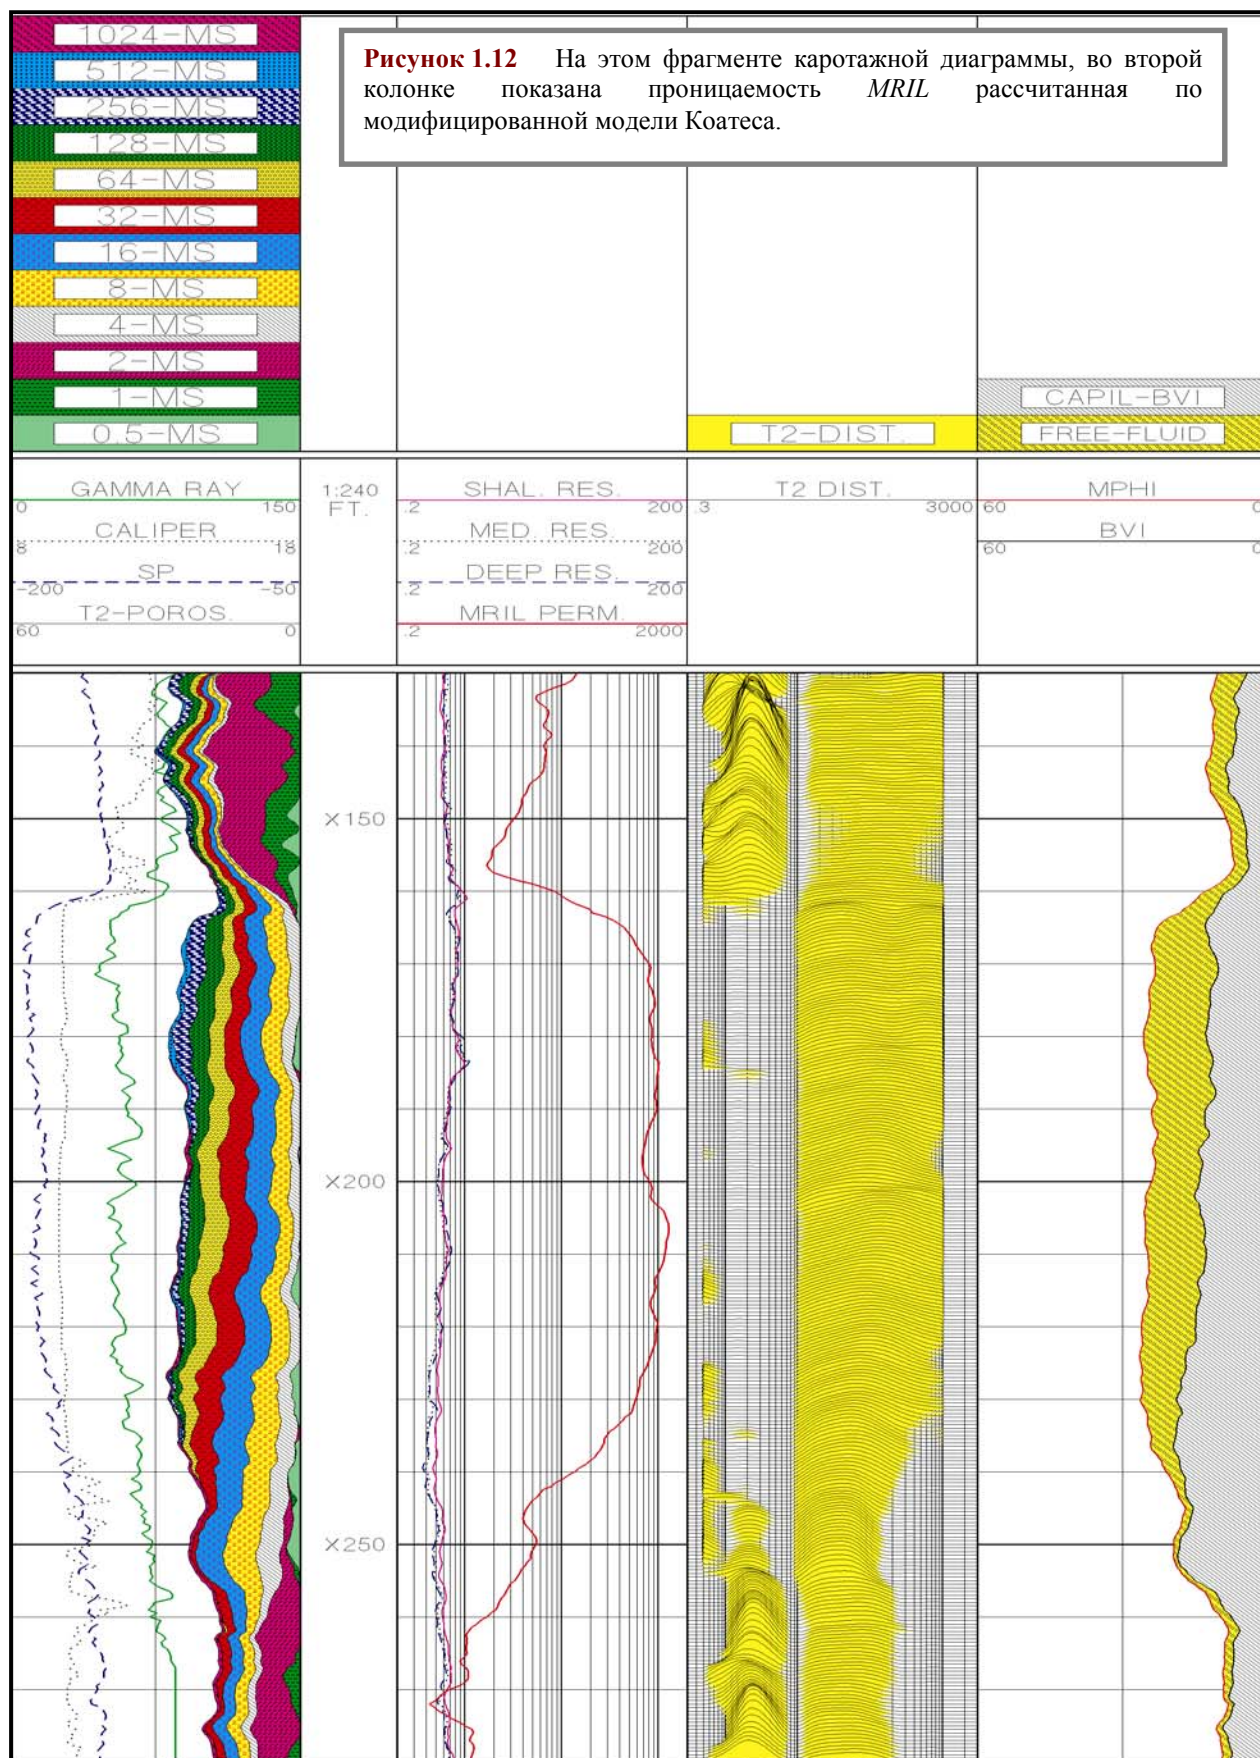 1024-MS
512-MS
256-MS
128-MS
64-MS
32-MS
16-MS
8-MS
4-MS
2-MS
1-MS
0.5-MS
Рисунок 1.12 На этом фрагменте каротажной диаграммы, во второй
колонке показана проницаемость MRIL рассчитанная по
модифицированной модели Коатеса.
T2-DIST.
CAPIL-BVI
FREE-FLUID
GAMMA RAY
0 150
CALIPER
8 18
SP
-200 -50
T2-POROS.
60 0
1:240
FT.
SHAL. RES.
.2 200
MED. RES.
.2 200
DEEP RES.
.2 200
MRIL PERM.
.2 2000
T2 DIST.
.3 3000
MPHI
60 0
BVI
60 0
X150
X200
X250